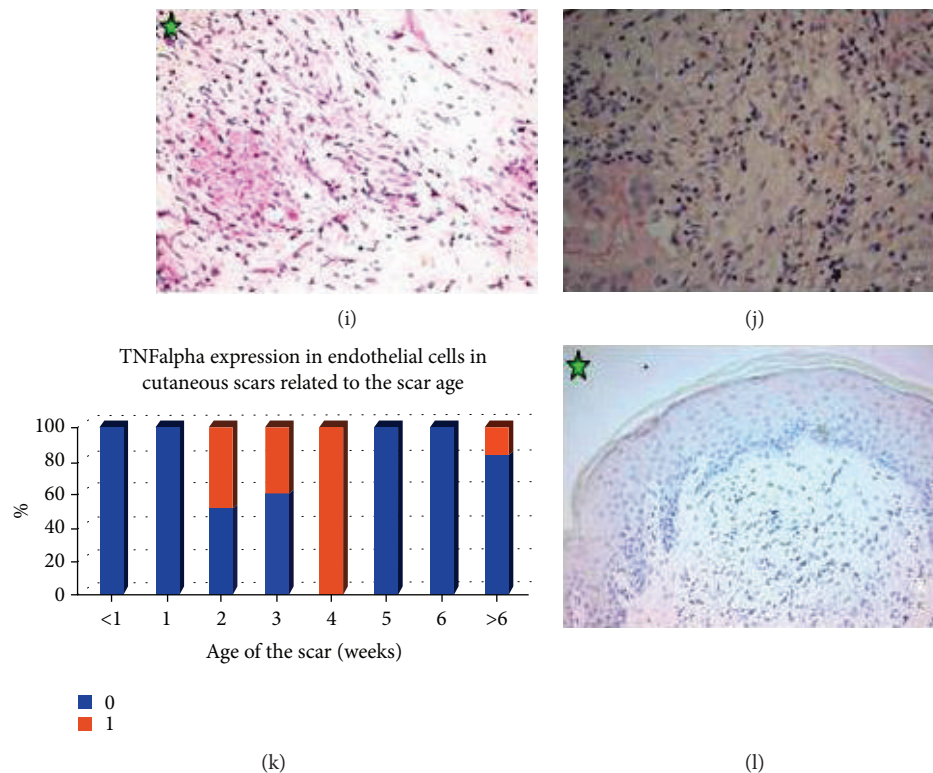 (i)
(j)
TNFalpha expression in endothelial cells in
cutaneous scars related to the scar age
100
80
60
40
20
0
%
<1 1 2 3 4 5 6 >6
Age of the scar (weeks)
0
1
(k)
(l)